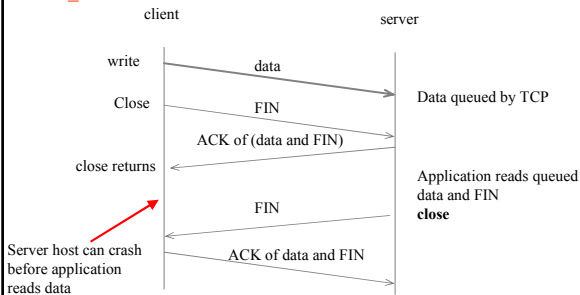 client
server
write
data
Data queued by TCP
Close
FIN
ACK of (data and FIN)
close returns
Application reads queued
data and FIN
close
FIN
Server host can crash
before application
reads data
ACK of data and FIN